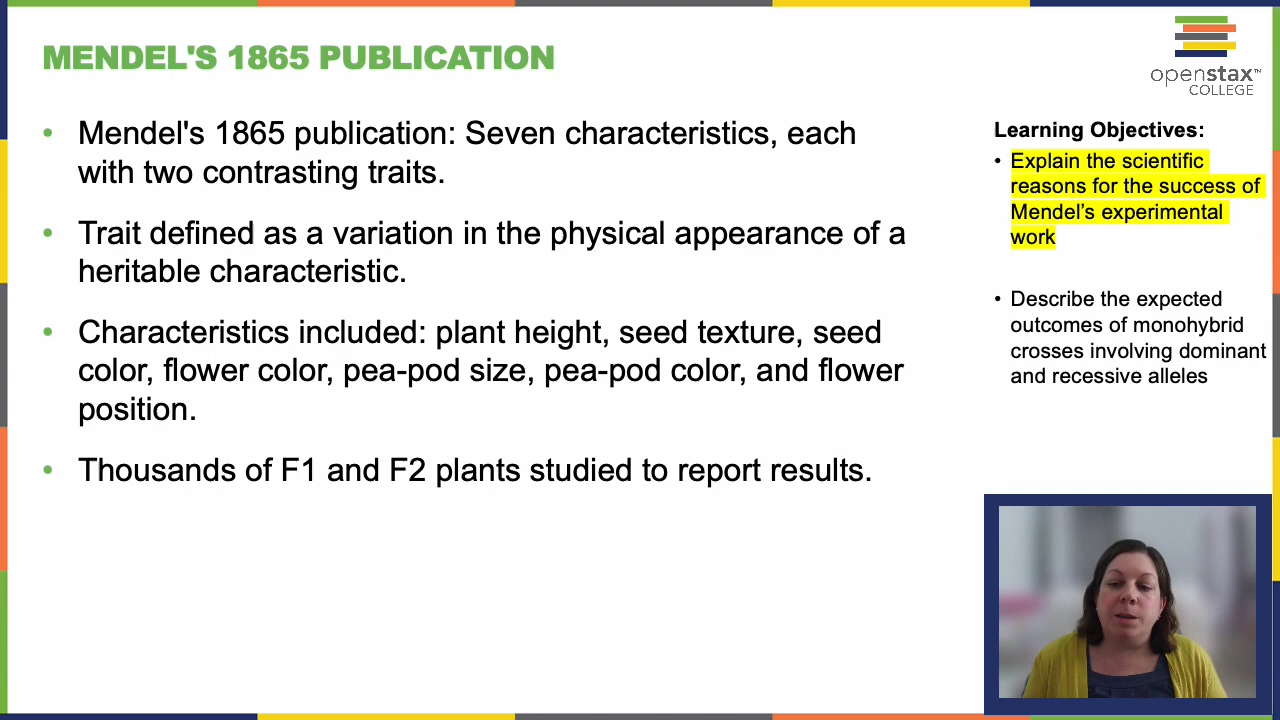 MENDEL'S 1865 PUBLICATION
openstax™
COLLEGE
• Mendel's 1865 publication: Seven characteristics, each
with two contrasting traits.
• Trait defined as a variation in the physical appearance of a
heritable characteristic.
• Characteristics included: plant height, seed texture, seed
color, flower color, pea-pod size, pea-pod color, and flower
position.
• Thousands of F1 and F2 plants studied to report results.
Learning Objectives:
• Explain the scientific
reasons for the success of
Mendel’s experimental
work
• Describe the expected
outcomes of monohybrid
crosses involving dominant
and recessive alleles